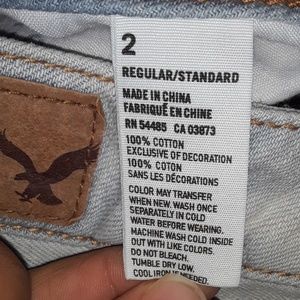 2
REGULAR/STANDARD
MADE IN CHINA
FABRIQUÉ EN CHINE
RN 54485 CA 03873
100% COTTON
EXCLUSIVE OF DECORATION
100% COTON
SANS LES DÉCORATIONS
COLOR MAY TRANSFER
WHEN NEW. WASH ONCE
SEPARATELY IN COLD
WATER BEFORE WEARING.
MACHINE WASH COLD INSIDE
OUT WITH LIKE COLORS.
DO NOT BLEACH.
TUMBLE DRY LOW.
COOL IRON IF NEEDED.